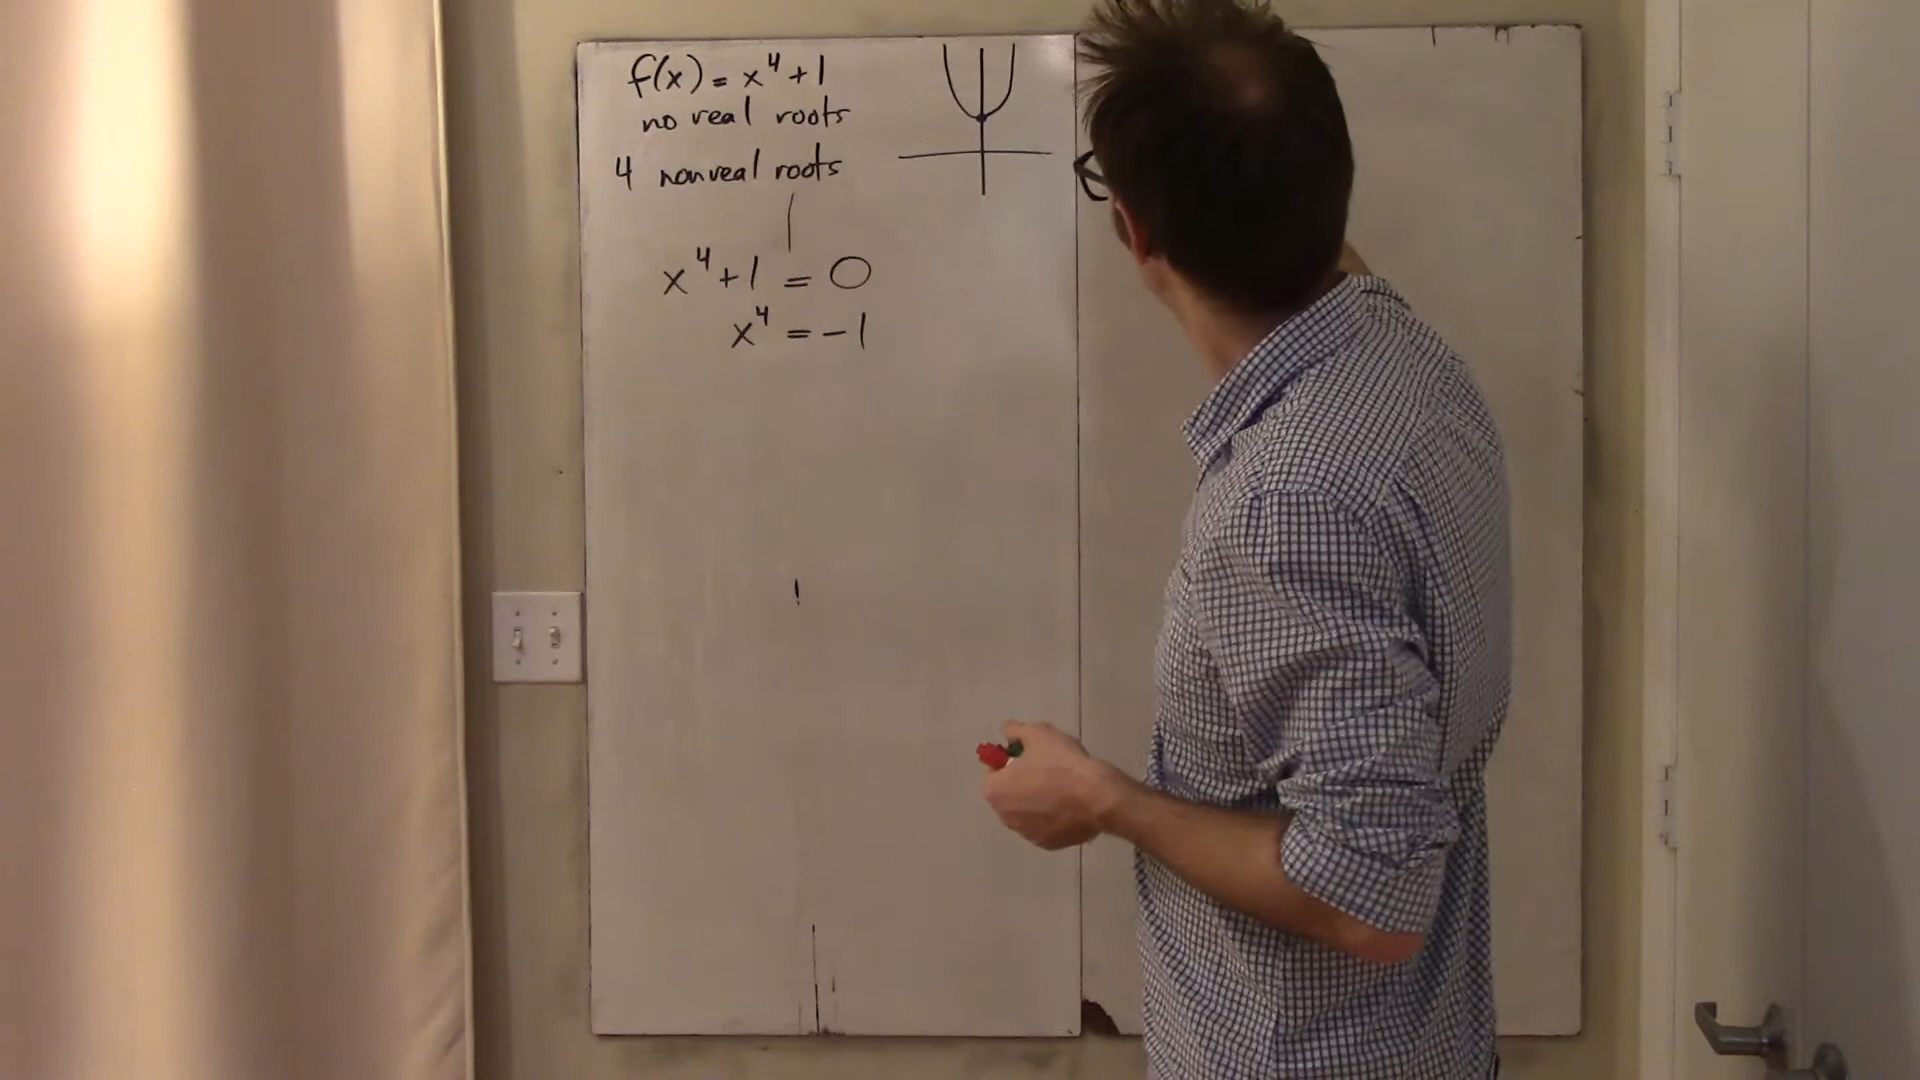 f(x) = x⁴ + 1
no real roots
4 nonreal roots
x⁴ + 1 = 0
x⁴ = -1